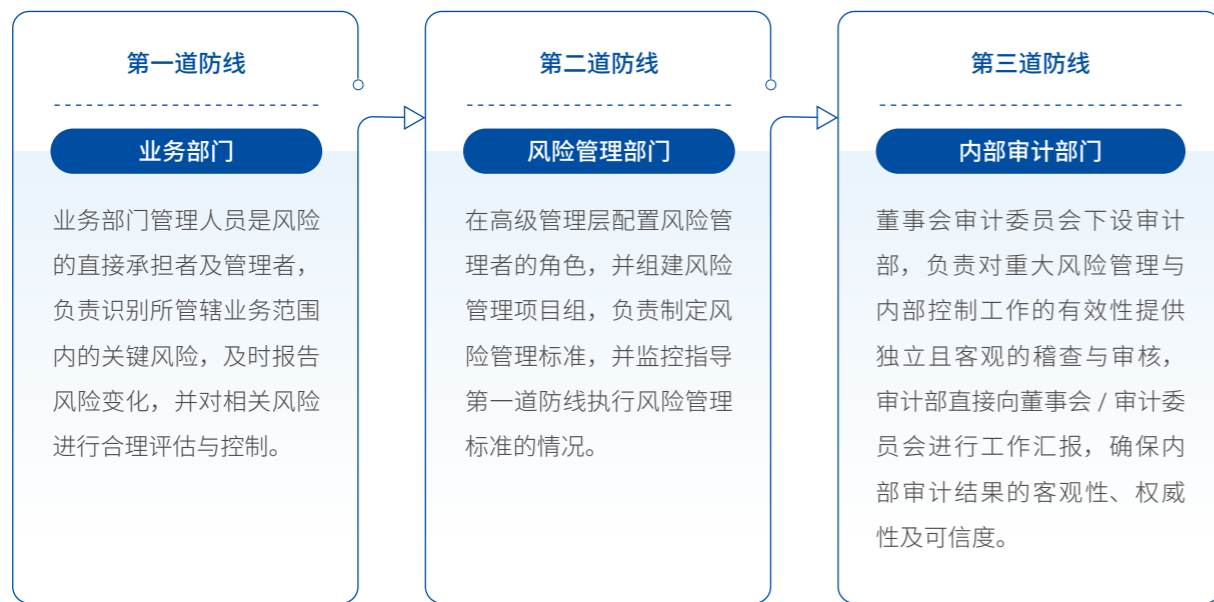 第一道防线
业务部门
业务部门管理人员是风险
的直接承担者及管理者，
负责识别所管辖业务范围
内的关键风险，及时报告
风险变化，并对相关风险
进行合理评估与控制。
第二道防线
风险管理部门
在高级管理层配置风险管
理者的角色，并组建风险
管理项目组，负责制定风
险管理标准，并监控指导
第一道防线执行风险管理
标准的情况。
第三道防线
内部审计部门
董事会审计委员会下设审计
部，负责对重大风险管理与
内部控制工作的有效性提供
独立且客观的稽查与审核，
审计部直接向董事会 / 审计委
员会进行工作汇报，确保内
部审计结果的客观性、权威
性及可信度。